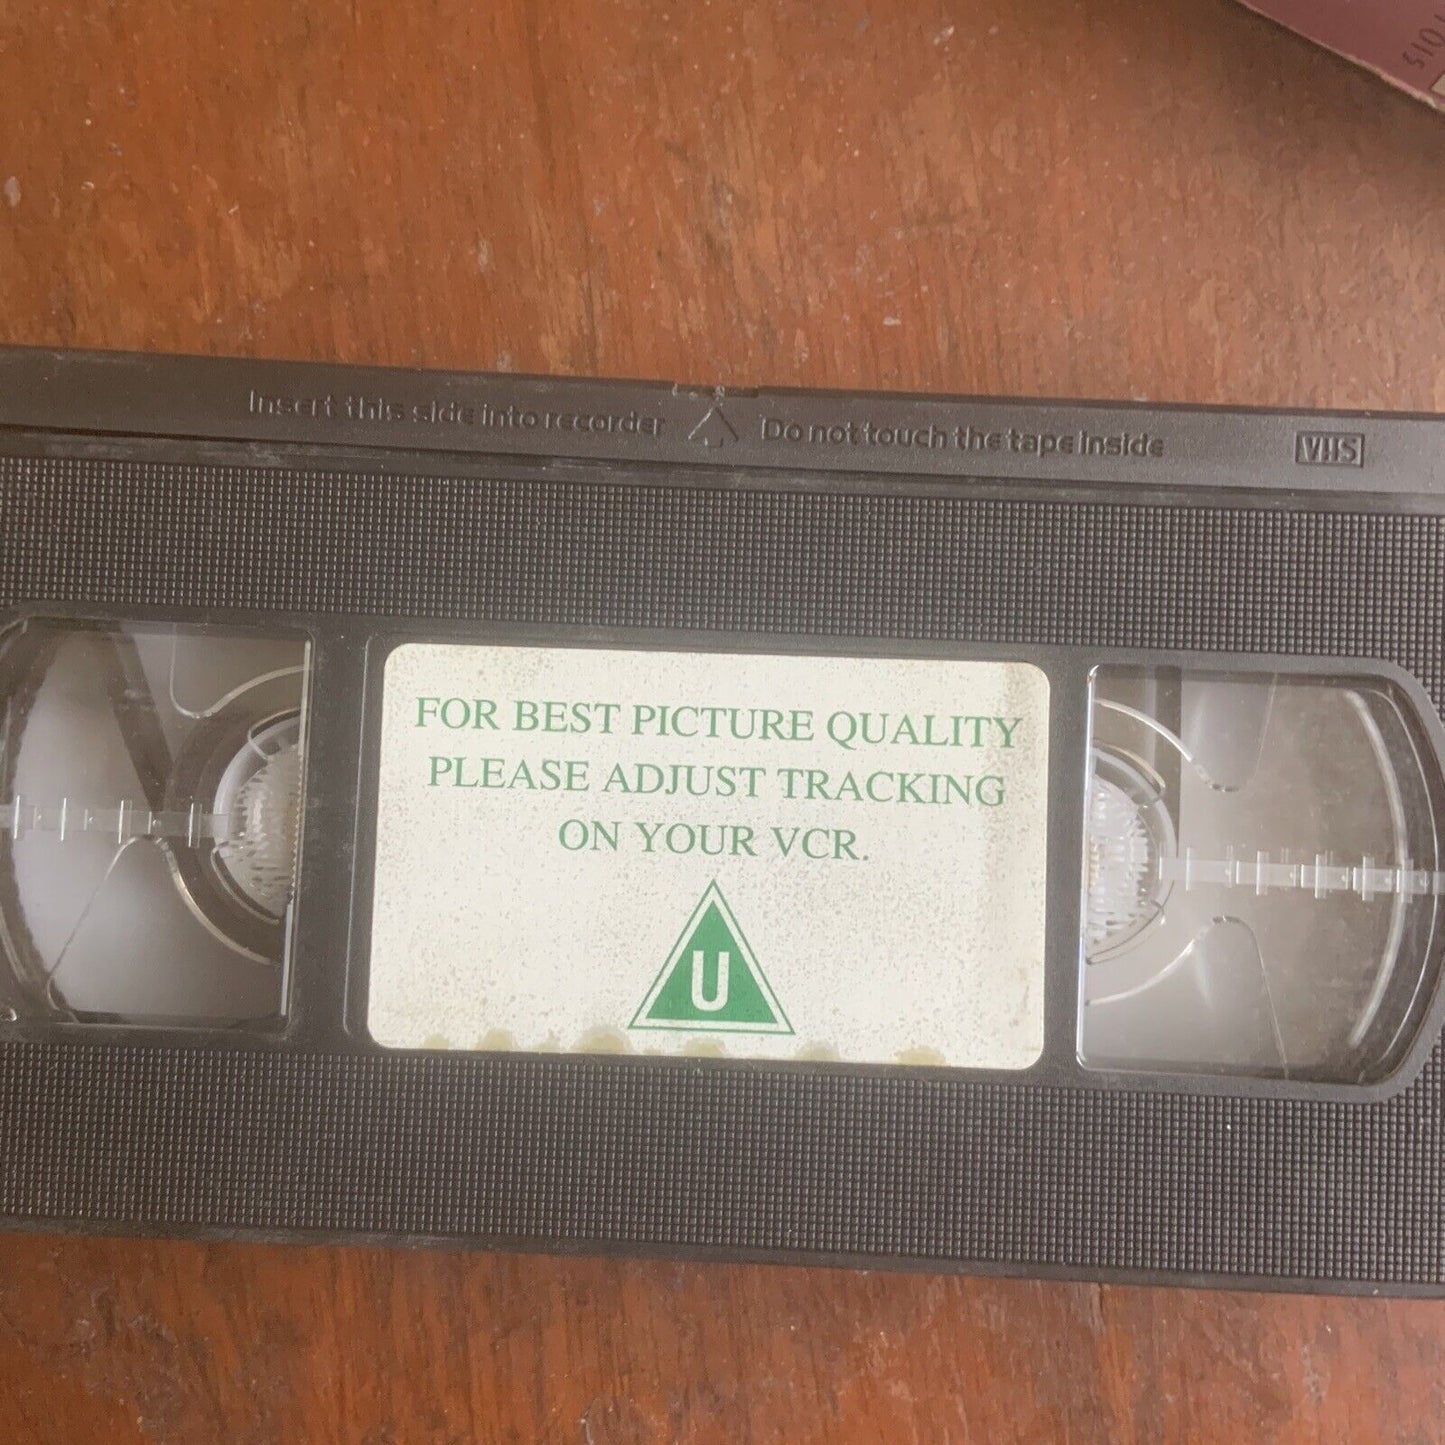 Insert this side into recorder Do not touch the tape inside VHS
FOR BEST PICTURE QUALITY
PLEASE ADJUST TRACKING
ON YOUR VCR.
U